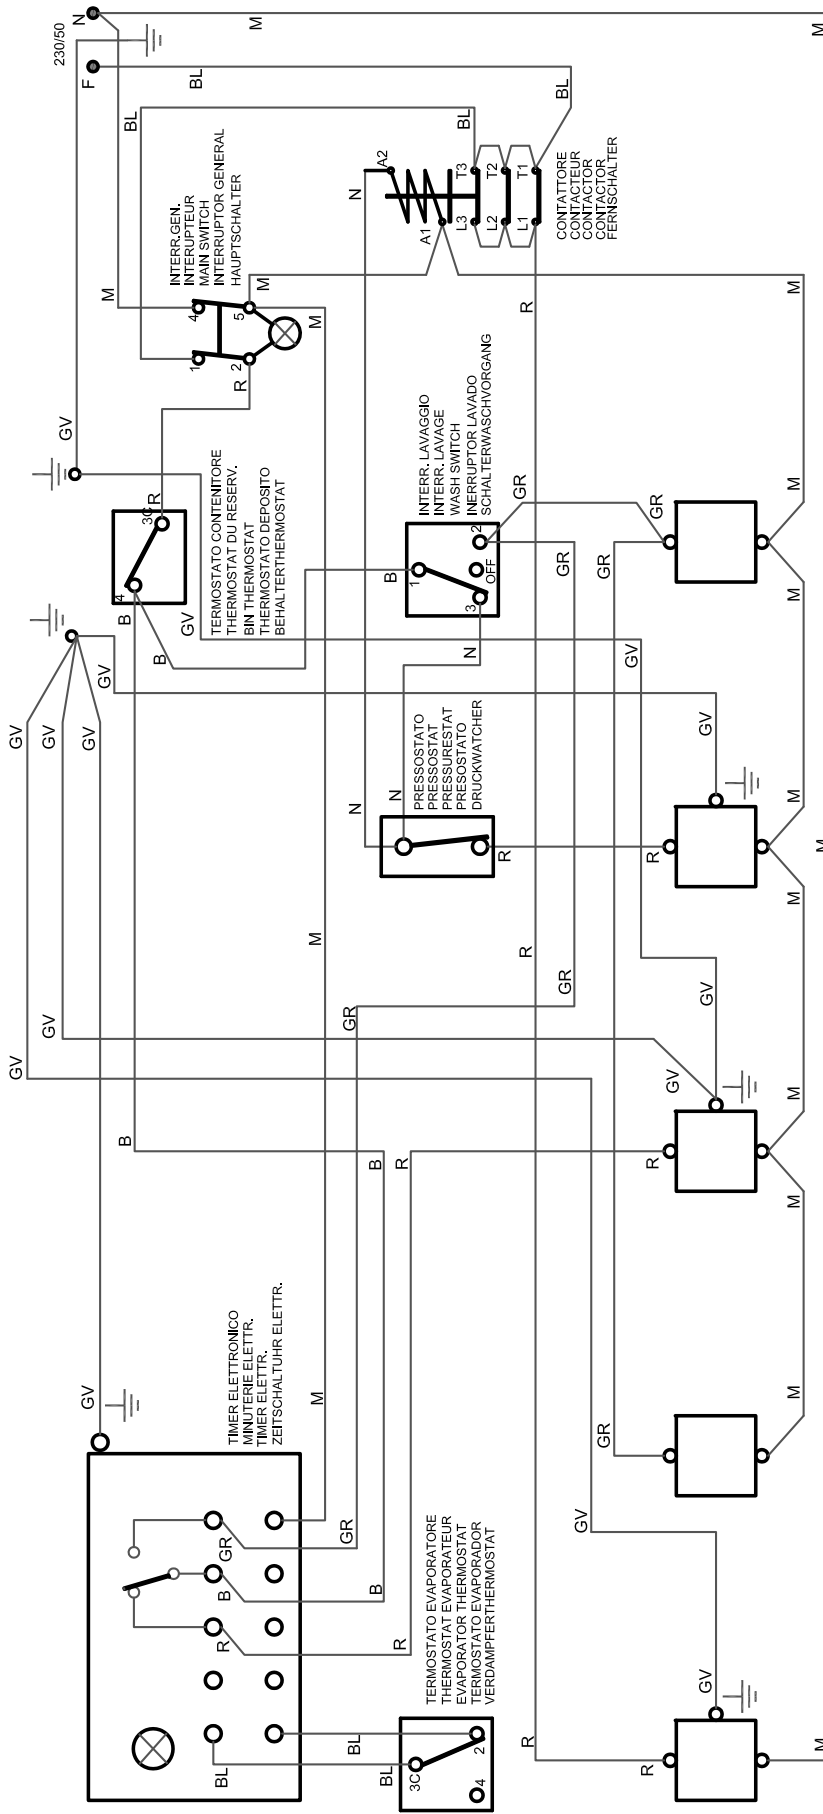 230/50
N
F
M
M
GV
BL
BL
BL
BL
M
INTERR.GEN.
INTERUPTEUR
MAIN SWITCH
INTERRUPTOR GENERAL
HAUPTSCHALTER
4
5
1
2
R
M
M
N
A2
A1
T3
T2
T1
L3
L2
L1
CONTATTORE
CONTACTEUR
CONTACTOR
CONTACTOR
FERNSCHALTER
M
R
3C
R
4
TERMOSTATO CONTENITORE
THERMOSTAT DU RESERV.
BIN THERMOSTAT
THERMOSTATO DEPOSITO
BEHALTERTHERMOSTAT
B
B
GV
INTERR. LAVAGGIO
INTERR. LAVAGE
WASH SWITCH
INERRUPTOR LAVADO
SCHALTERWASCHVORGANG
B
1
2
OFF
3
N
GR
GR
GR
GR
M
M
GV
GV
GV
GV
GV
GV
PRESSOSTATO
PRESSOSTAT
PRESSURESTAT
PRESOSTATO
DRUCKWATCHER
N
N
R
R
M
M
M
M
R
GR
GR
GV
GV
GV
GV
B
B
R
R
M
M
TIMER ELETTRONICO
MINUTERIE ELETTR.
TIMER ELETTR.
ZEITSCHALTUHR ELETTR.
GV
M
GR
GR
B
B
R
R
BL
BL
BL
TERMOSTATO EVAPORATORE
THERMOSTAT EVAPORATEUR
EVAPORATOR THERMOSTAT
TERMOSTATO EVAPORADOR
VERDAMPFERTHERMOSTAT
3C
2
4
GR
M
GV
GV
R
R
M
M